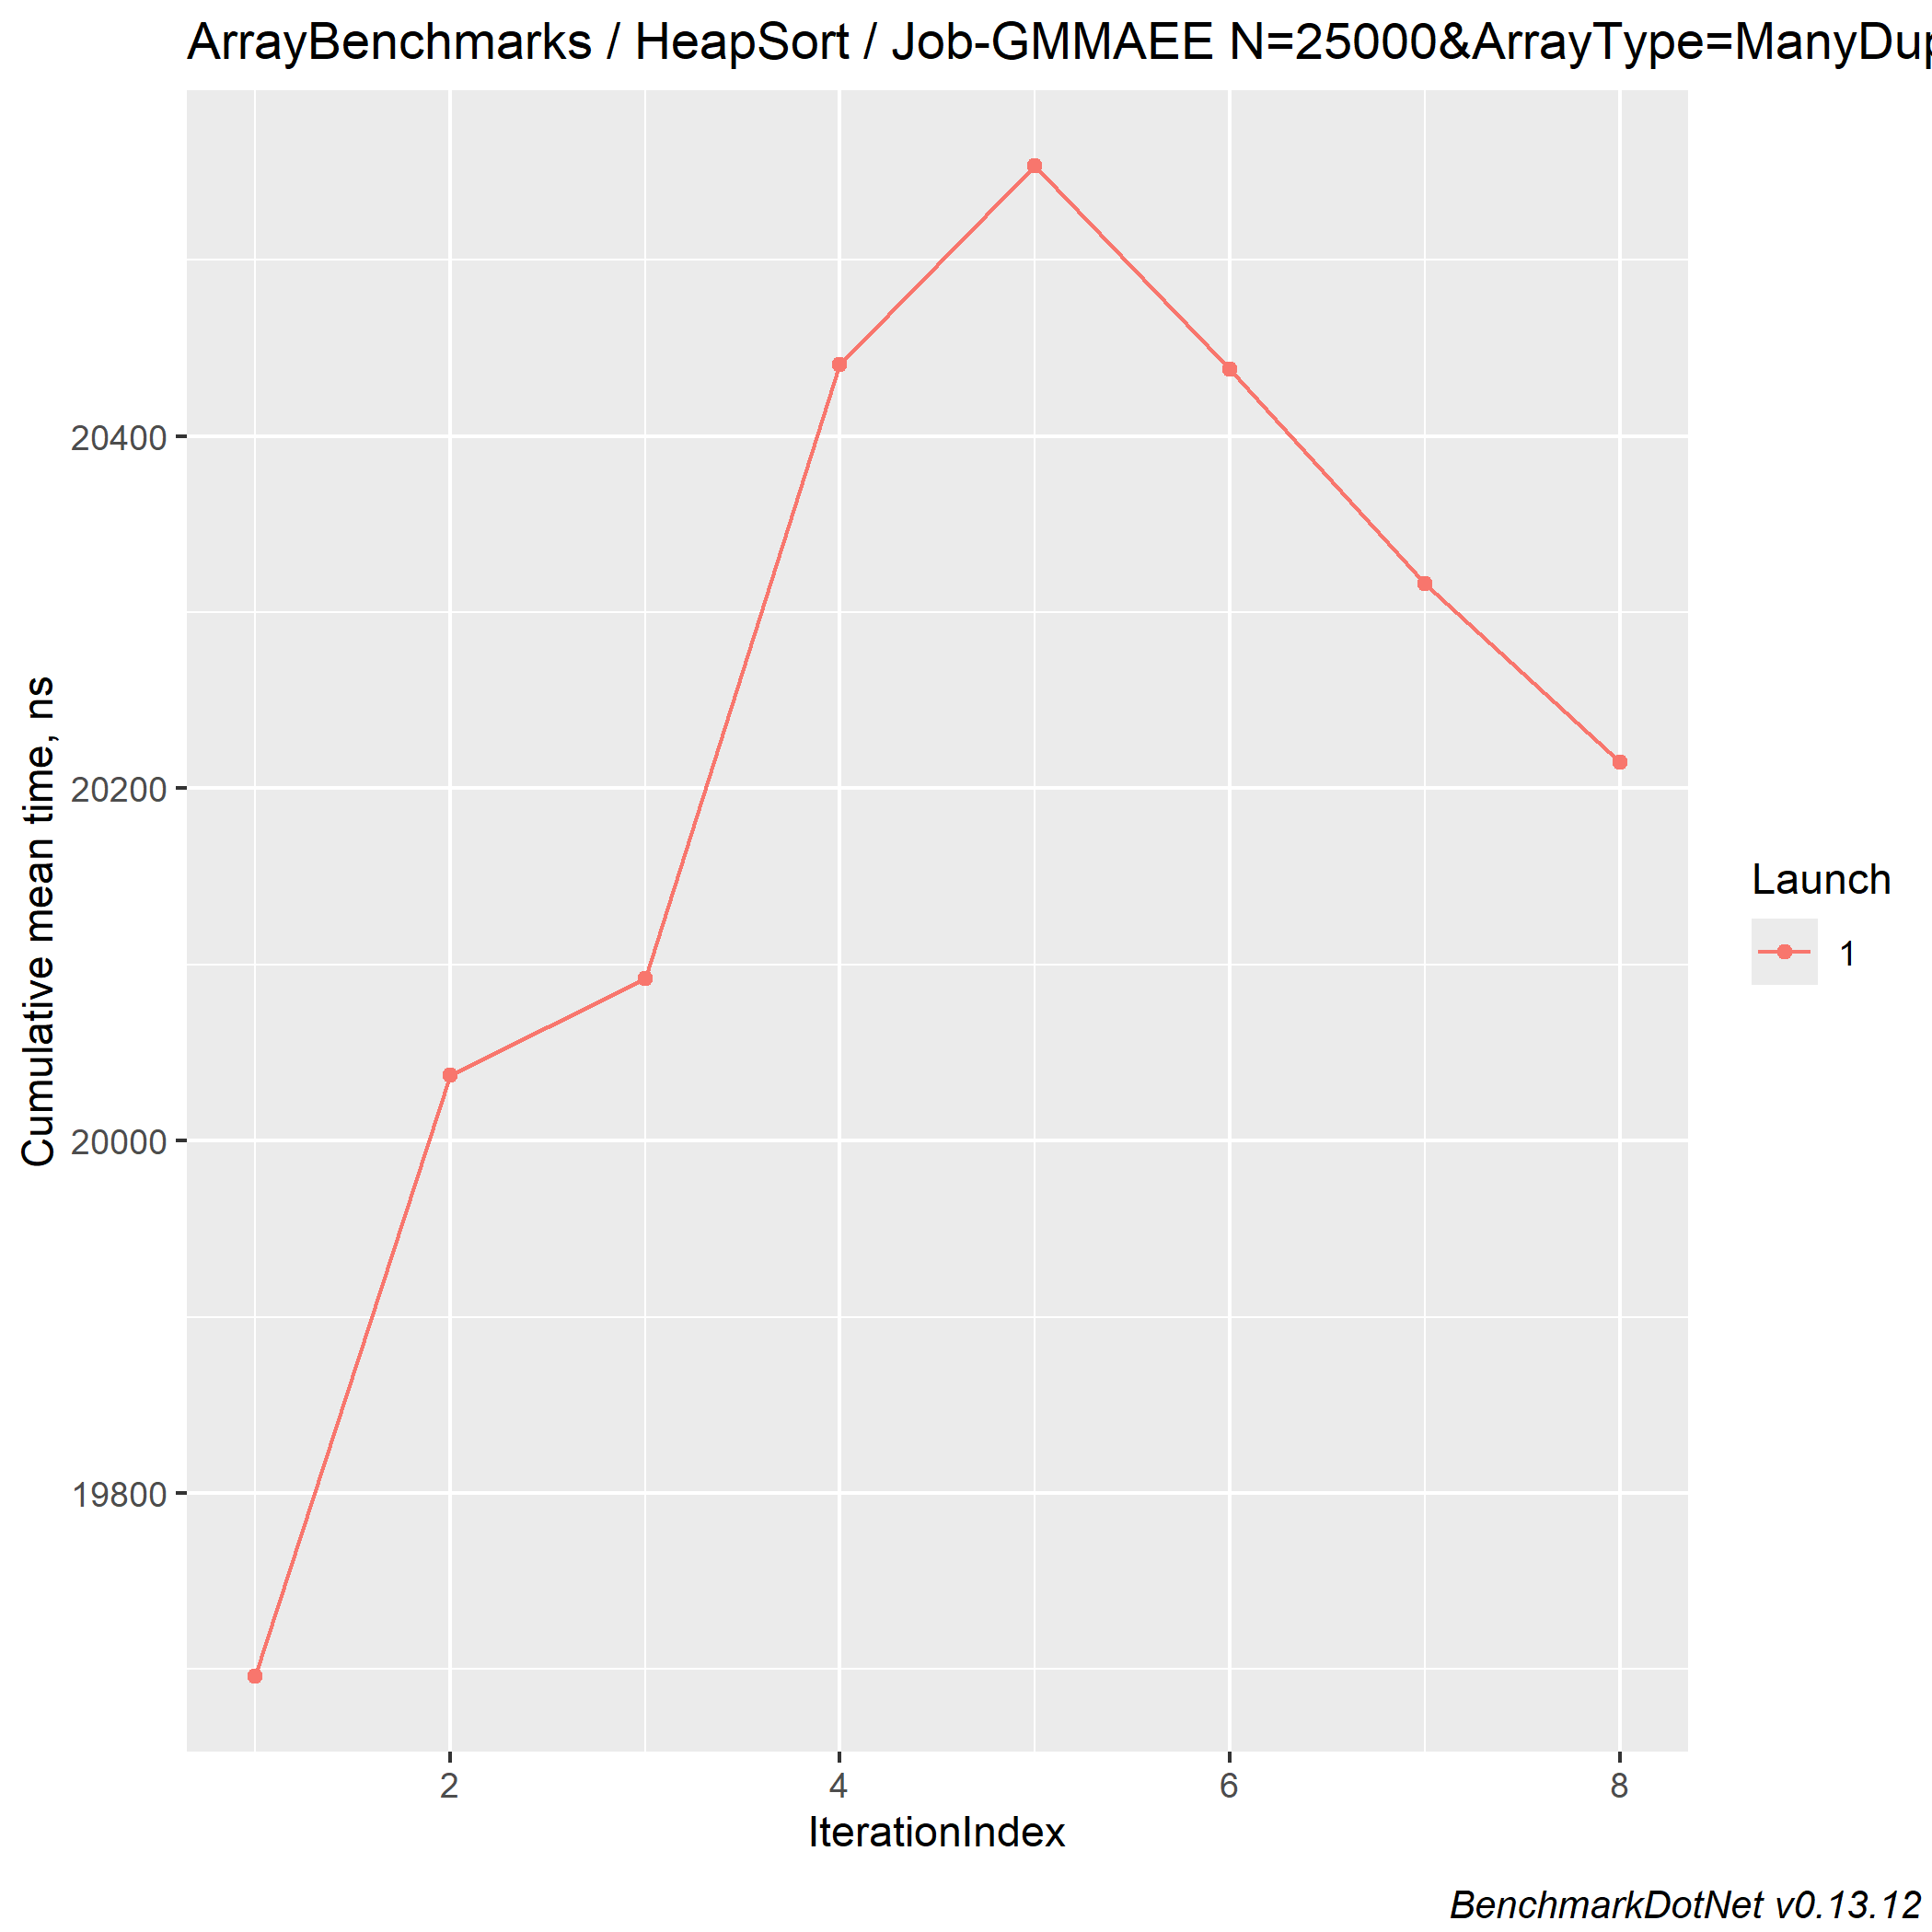 ArrayBenchmarks / HeapSort / Job-GMMAEE N=25000&ArrayType=ManyDup
Cumulative mean time, ns
20400
20200
20000
19800
2 4 6 8
IterationIndex
Launch
1
BenchmarkDotNet v0.13.12